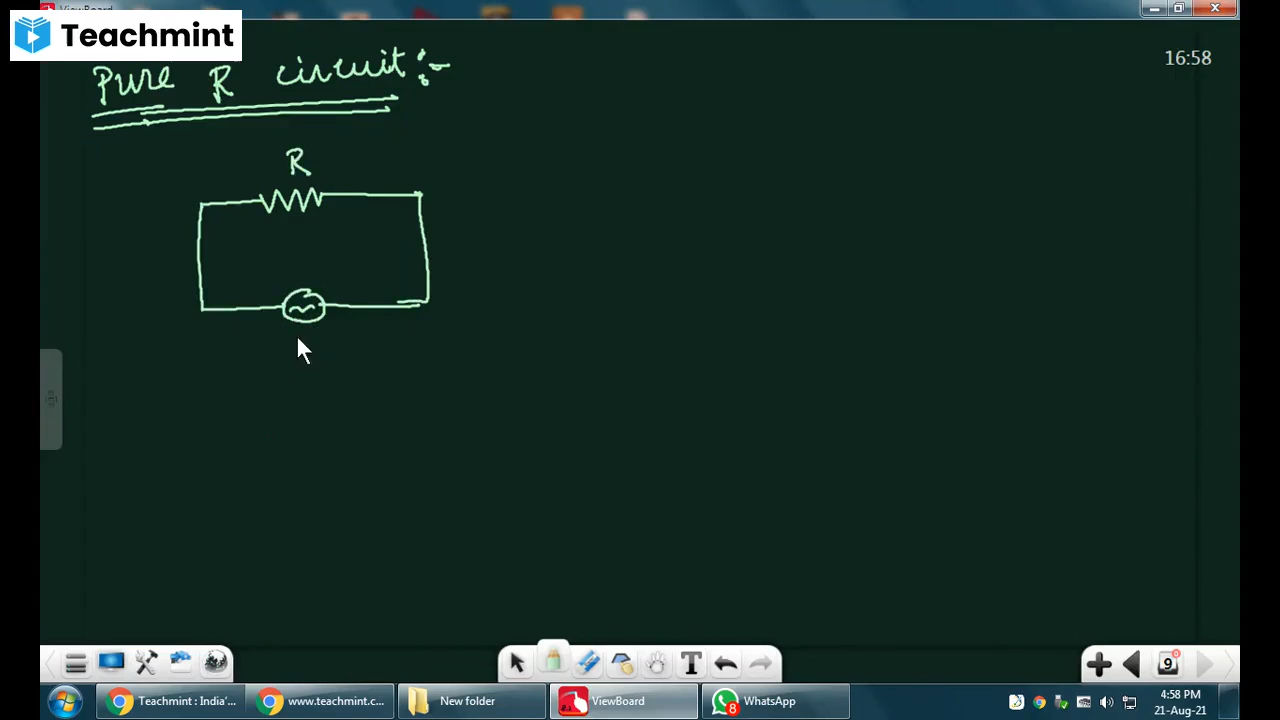 ViewBoard
Teachmint
16:58
Pure R circuit :-
R
T
9
Teachmint : India'...
www.teachmint.c...
New folder
ViewBoard
8
WhatsApp
4:58 PM
21-Aug-21